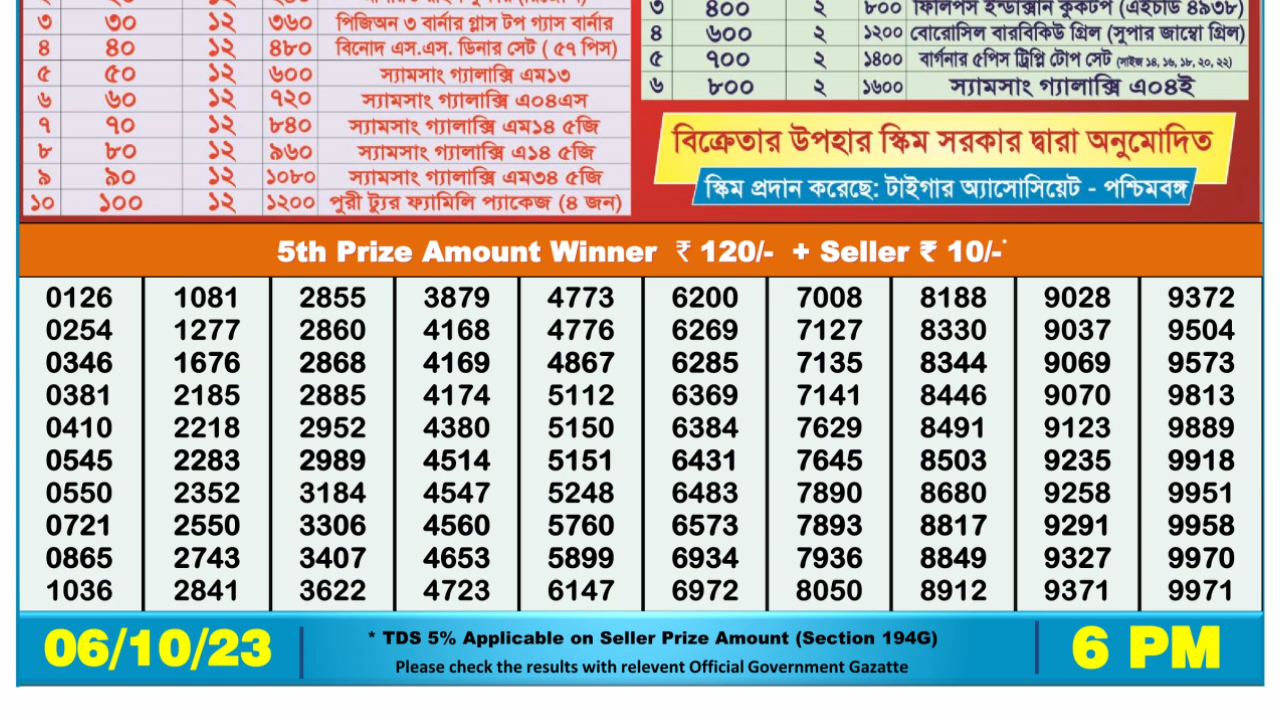 ৩ ৩০ ১২ ৩৬০ পিজিঅন ৩ বার্নার গ্লাস টপ গ্যাস বার্নার
৪ ৪০ ১২ ৪৮০ বিনোদ এস.এস. ডিনার সেট ( ৫৭ পিস)
৫ ৫০ ১২ ৬০০ স্যামসাং গ্যালাক্সি এম১৩
৬ ৬০ ১২ ৭২০ স্যামসাং গ্যালাক্সি এ০৪এস
৭ ৭০ ১২ ৮৪০ স্যামসাং গ্যালাক্সি এম১৪ ৫জি
৮ ৮০ ১২ ৯৬০ স্যামসাং গ্যালাক্সি এ১৪ ৫জি
৯ ৯০ ১২ ১০৮০ স্যামসাং গ্যালাক্সি এম৩৪ ৫জি
১০ ১০০ ১২ ১২০০ পুরী ট্যুর ফ্যামিলি প্যাকেজ (৪ জন)
৩ ৪০০ ২ ৮০০ ফিলিপস ইন্ডাক্সান কুকটপ (এইচডি ৪৯৩৮)
৪ ৬০০ ২ ১২০০ বোরোসিল বারবিকিউ গ্রিল (সুপার জাম্বো গ্রিল)
৫ ৭০০ ২ ১৪০০ বার্গনার ৫পিস ট্রিপ্লি টোপ সেট (সাইজ ১৪, ১৬, ১৮, ২০, ২২)
৬ ৮০০ ২ ১৬০০ স্যামসাং গ্যালাক্সি এ০৪ই
বিক্রেতার উপহার স্কিম সরকার দ্বারা অনুমোদিত
স্কিম প্রদান করেছে: টাইগার অ্যাসোসিয়েট - পশ্চিমবঙ্গ
5th Prize Amount Winner ₹ 120/- + Seller ₹ 10/-*
0126 1081 2855 3879 4773 6200 7008 8188 9028 9372
0254 1277 2860 4168 4776 6269 7127 8330 9037 9504
0346 1676 2868 4169 4867 6285 7135 8344 9069 9573
0381 2185 2885 4174 5112 6369 7141 8446 9070 9813
0410 2218 2952 4380 5150 6384 7629 8491 9123 9889
0545 2283 2989 4514 5151 6431 7645 8503 9235 9918
0550 2352 3184 4547 5248 6483 7890 8680 9258 9951
0721 2550 3306 4560 5760 6573 7893 8817 9291 9958
0865 2743 3407 4653 5899 6934 7936 8849 9327 9970
1036 2841 3622 4723 6147 6972 8050 8912 9371 9971
06/10/23
* TDS 5% Applicable on Seller Prize Amount (Section 194G)
Please check the results with relevent Official Government Gazatte
6 PM